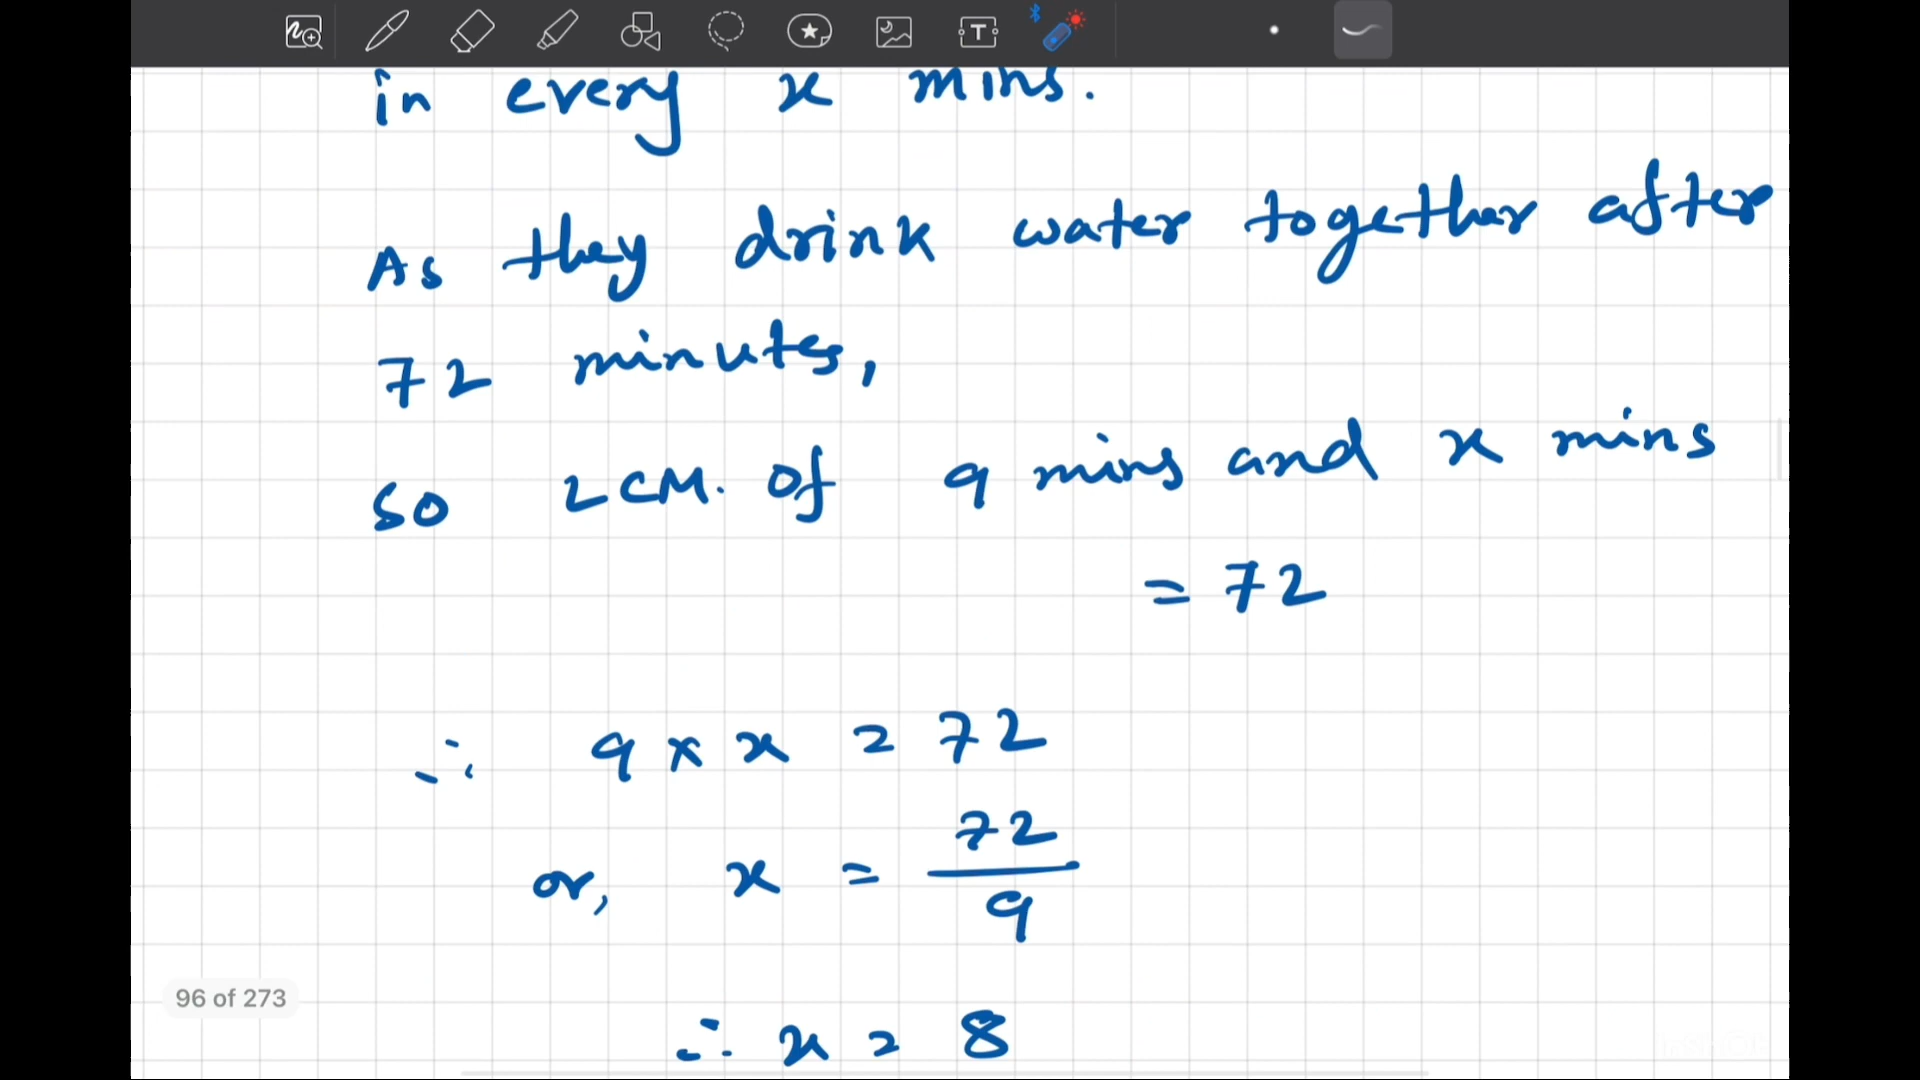 T
in every x mins.
As they drink water together after
72 minutes,
so LCM. of 9 mins and x mins
= 72
∴ 9 × x = 72
or, x = 72/9
96 of 273
∴ x = 8